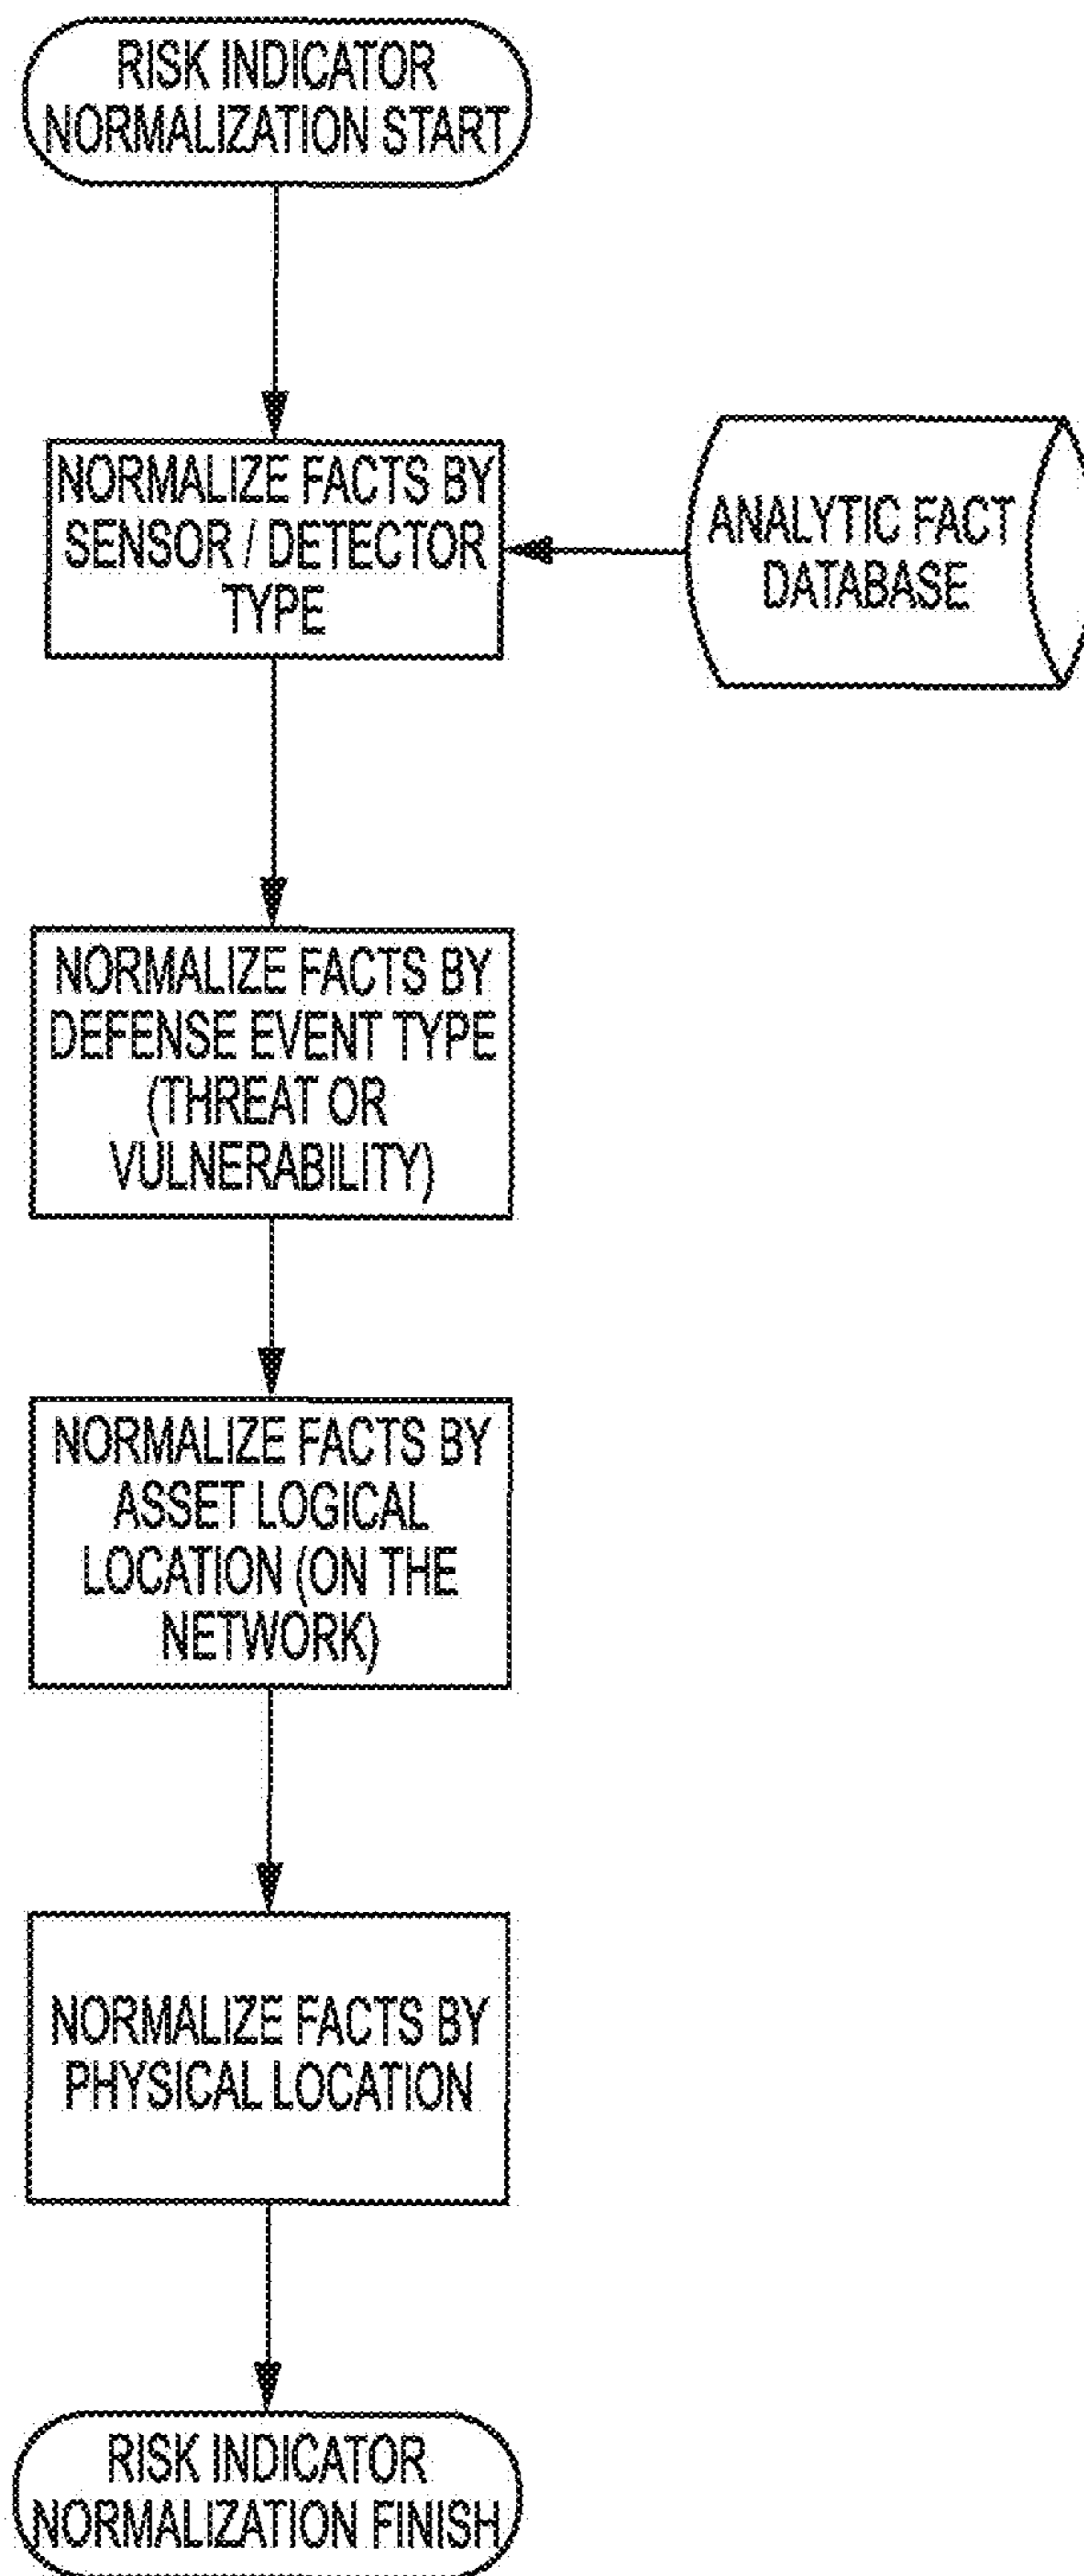 RISK INDICATOR
NORMALIZATION START
NORMALIZE FACTS BY
SENSOR / DETECTOR
TYPE
ANALYTIC FACT
DATABASE
NORMALIZE FACTS BY
DEFENSE EVENT TYPE
(THREAT OR
VULNERABILITY)
NORMALIZE FACTS BY
ASSET LOGICAL
LOCATION (ON THE
NETWORK)
NORMALIZE FACTS BY
PHYSICAL LOCATION
RISK INDICATOR
NORMALIZATION FINISH